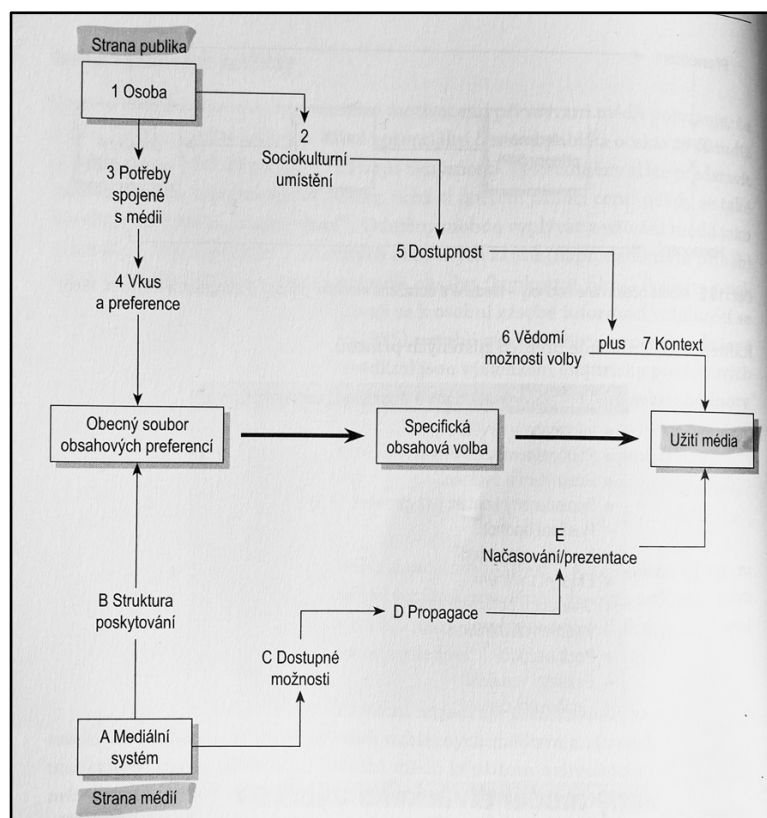 Strana publika
1 Osoba
2
Sociokulturní
umístění
3 Potřeby
spojené
s médii
5 Dostupnost
4 Vkus
a preference
6 Vědomí
možnosti volby
plus
7 Kontext
Obecný soubor
obsahových preferencí
Specifická
obsahová volba
Užití média
E
Načasování/prezentace
B Struktura
poskytování
D Propagace
C Dostupné
možnosti
A Mediální
systém
Strana médií